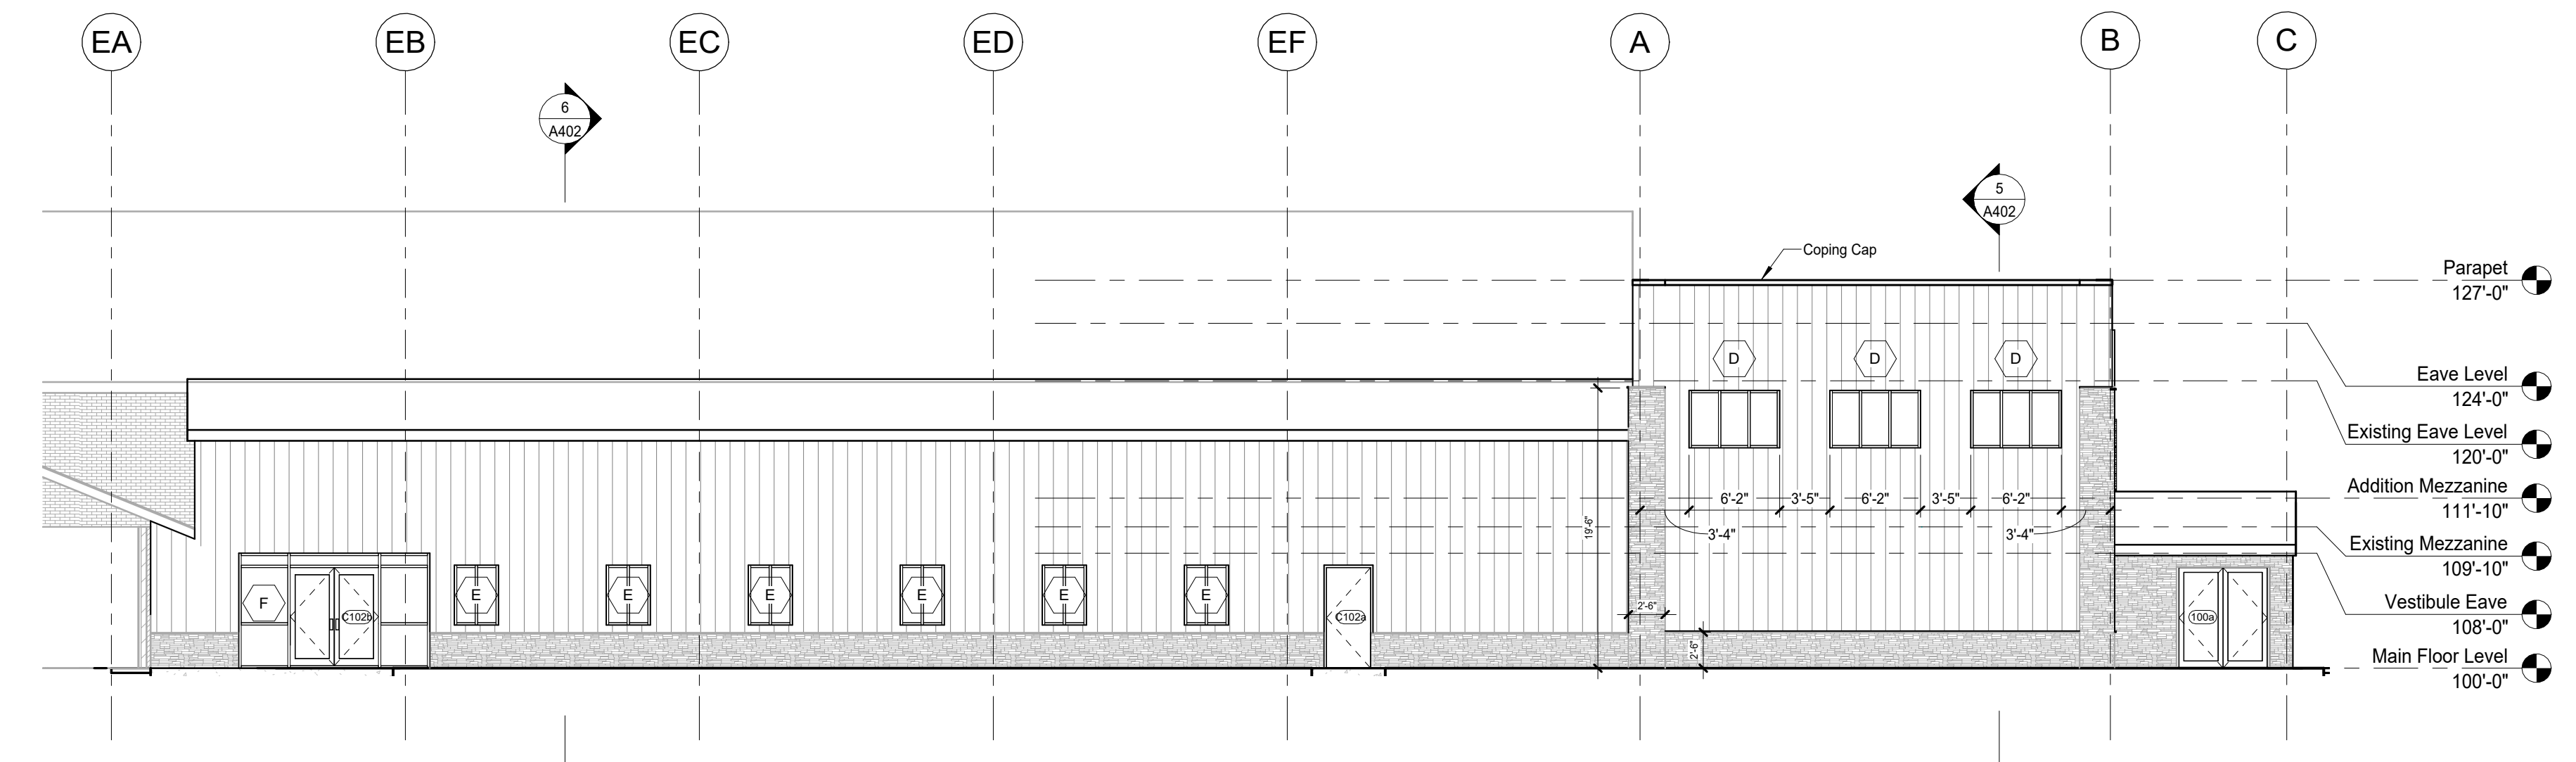 EA
EB
EC
ED
EF
A
B
C
6
A402
5
A402
Coping Cap
Parapet
127'-0"
D
D
D
Eave Level
124'-0"
Existing Eave Level
120'-0"
Addition Mezzanine
111'-10"
6'-2"
3'-5"
6'-2"
3'-5"
6'-2"
19'-6"
3'-4"
3'-4"
Existing Mezzanine
109'-10"
F
C102b
E
E
E
E
E
E
C102a
2'-6"
100a
Vestibule Eave
108'-0"
2'-6"
Main Floor Level
100'-0"